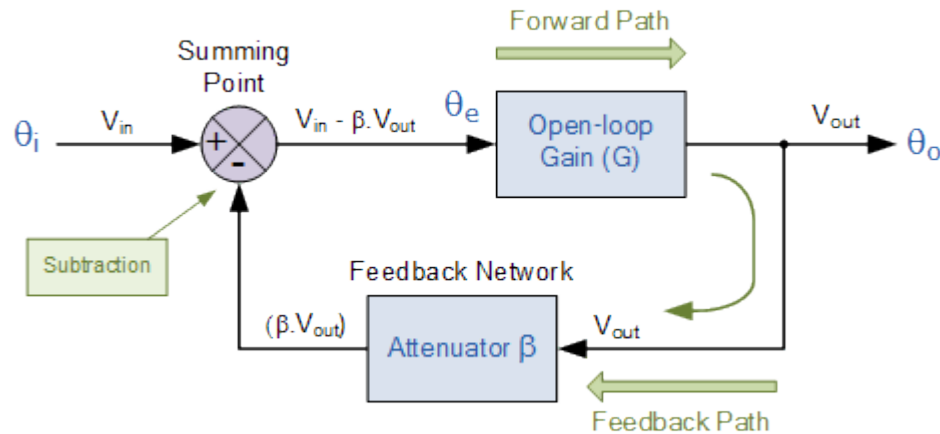 Forward Path
Summing
Point
θi
Vin
+
-
Vin - β.Vout
θe
Open-loop
Gain (G)
Vout
θo
Subtraction
Feedback Network
(β.Vout)
Attenuator β
Vout
Feedback Path